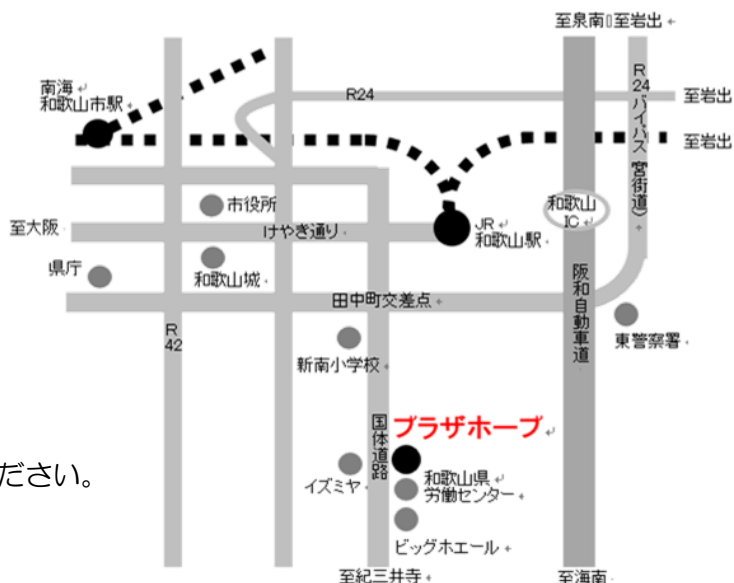 至泉南 至岩出
南海
和歌山市駅
R24
至岩出
R24バイパス(宮街道)
至岩出
市役所
和歌山
IC
至大阪
けやき通り
JR
和歌山駅
県庁
和歌山城
田中町交差点
阪和自動車道
R
42
東警察署
新南小学校
国体道路
プラザホープ
ださい。
イズミヤ
和歌山県
労働センター
ビッグホエール
至紀三井寺
至海南